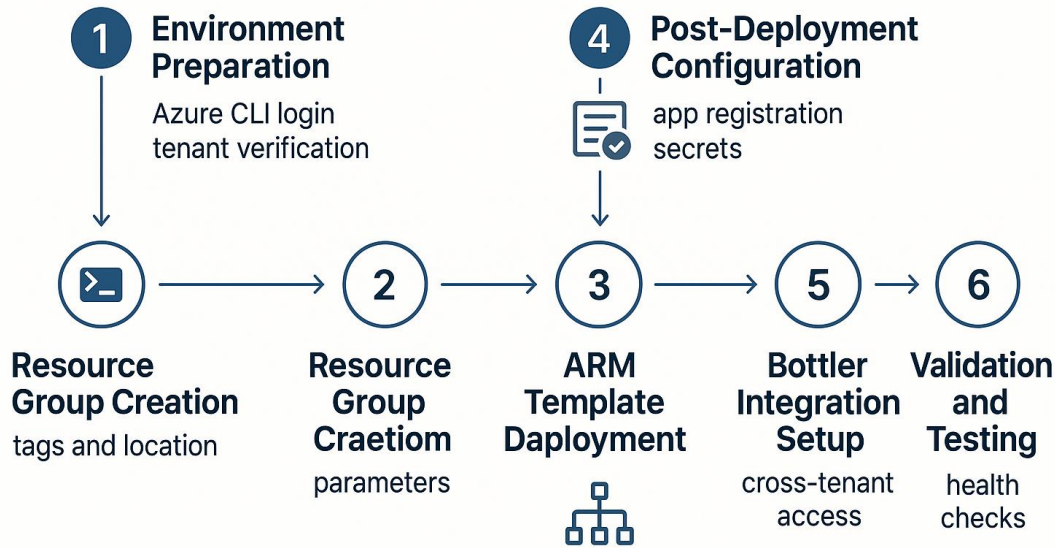 1
Environment
Preparation
Azure CLI login
tenant verification
4
Post-Deployment
Configuration
app registration
secrets
>_
2
3
5
6
Resource
Group Creation
tags and location
Resource
Group
Craetiom
parameters
ARM
Template
Daployment
Bottler
Integration
Setup
cross-tenant
access
Validation
and
Testing
health
checks